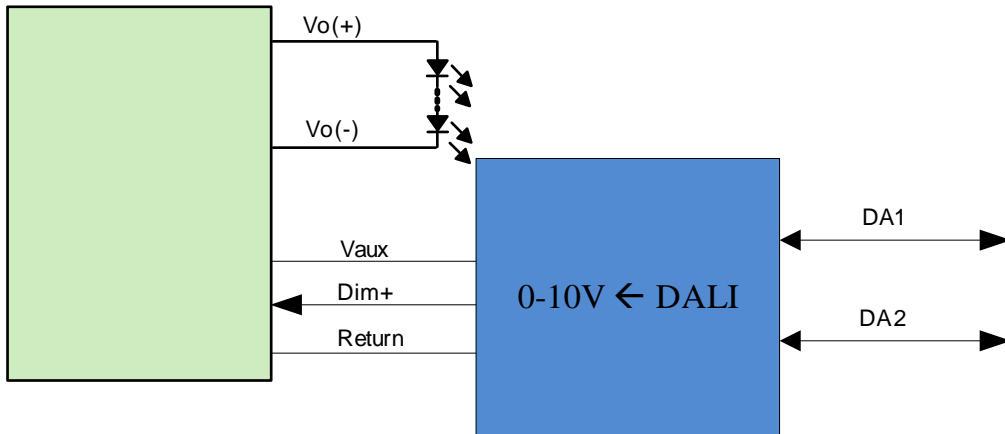 Vo(+)
Vo(-)
Vaux
Dim+
Return
0-10V ← DALI
DA1
DA2